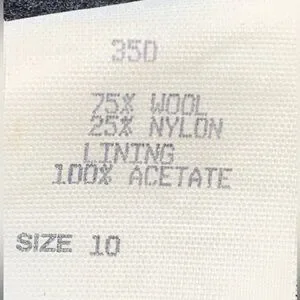 350
75% WOOL
25% NYLON
LINING
100% ACETATE
SIZE 10